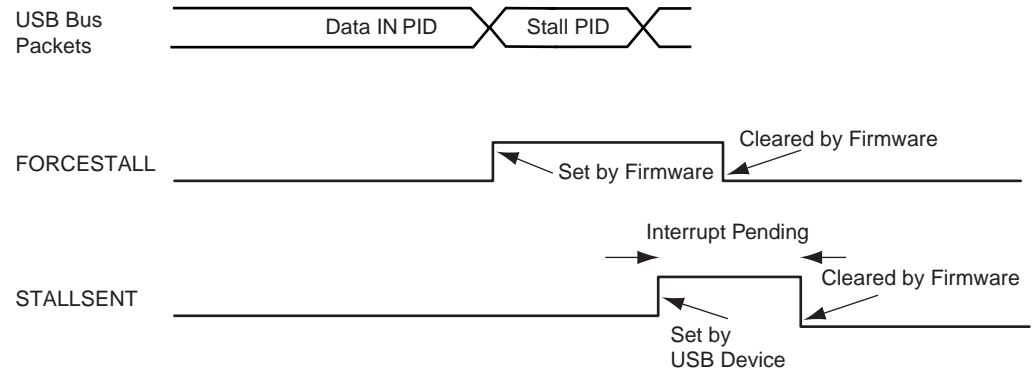 USB Bus
Packets
Data IN PID
Stall PID
FORCESTALL
Set by Firmware
Cleared by Firmware
Interrupt Pending
STALLSENT
Set by
USB Device
Cleared by Firmware